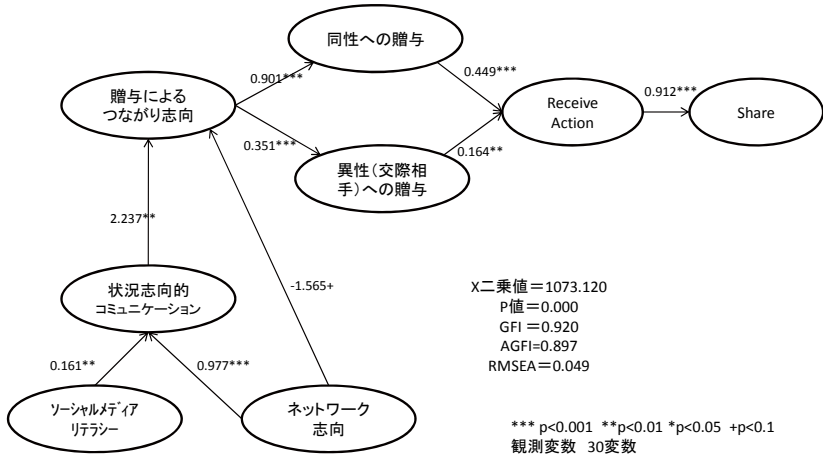 同性への贈与
0.901***
0.449***
贈与による
つながり志向
Receive
Action
0.912***
Share
0.351***
0.164**
異性(交際相
手)への贈与
2.237**
-1.565+
状況志向的
コミュニケーション
X二乗値=1073.120
P値=0.000
GFI =0.920
AGFI=0.897
RMSEA=0.049
0.161**
0.977***
ソーシャルメディア
リテラシー
ネットワーク
志向
*** p<0.001 **p<0.01 *p<0.05 +p<0.1
観測変数 30変数